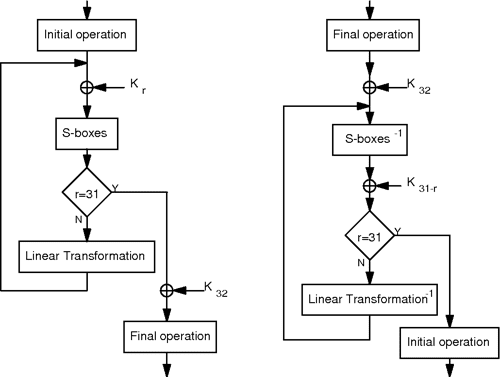 Initial operation
K r
S-boxes
r=31
Y
N
Linear Transformation
K 32
Final operation
Final operation
K 32
S-boxes -1
K 31-r
r=31
Y
N
Linear Transformation -1
Initial operation